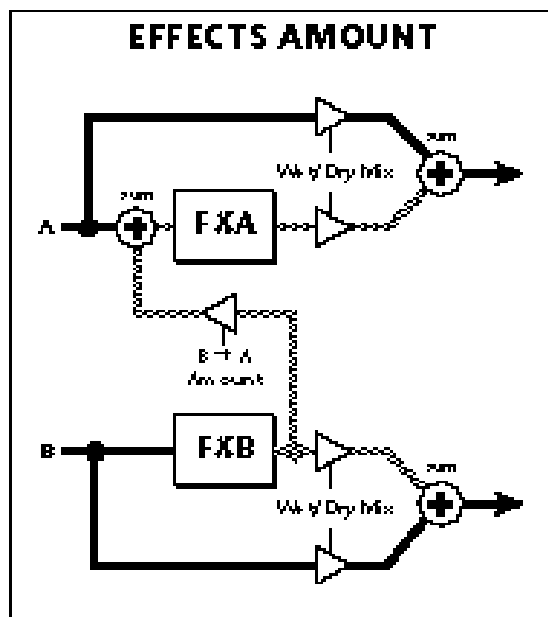 EFFECTS AMOUNT
sum
Wet/Dry Mix
sum
A
FXA
B → A
Amount
B
FXB
sum
Wet/Dry Mix